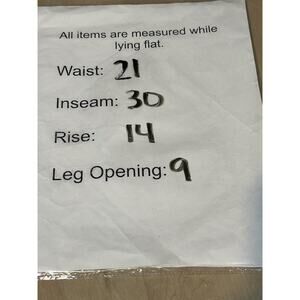 All items are measured while
lying flat.
Waist: 21
Inseam: 30
Rise: 14
Leg Opening: 9